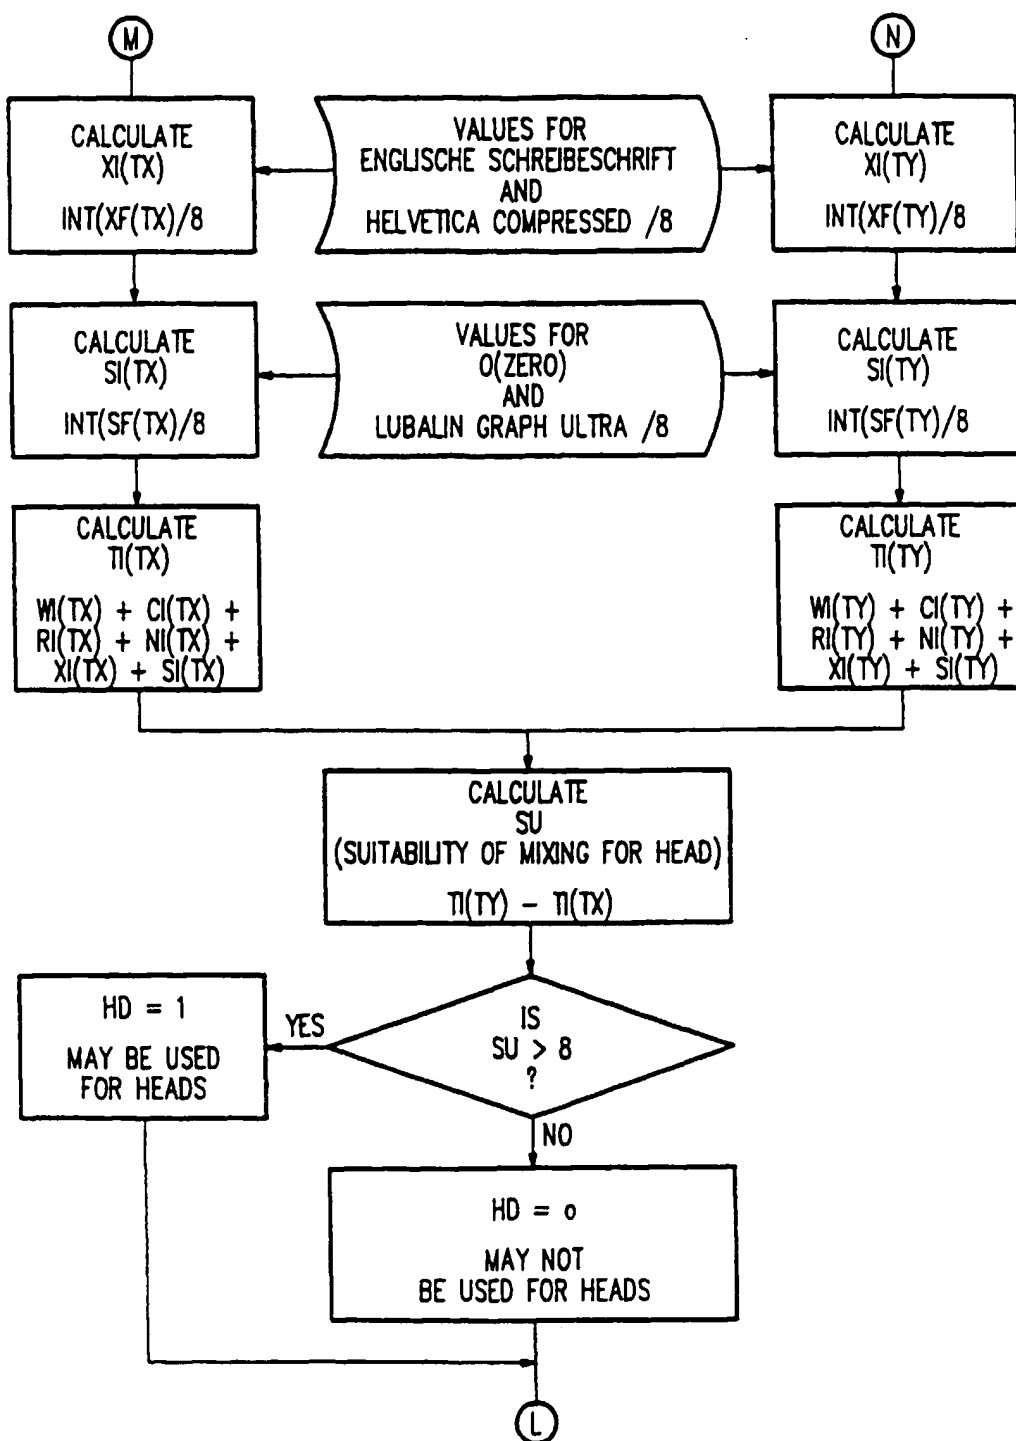 M
N
CALCULATE
XI(TX)
INT(XF(TX)/8
VALUES FOR
ENGLISCHE SCHREIBESCHRIFT
AND
HELVETICA COMPRESSED /8
CALCULATE
XI(TY)
INT(XF(TY)/8
CALCULATE
SI(TX)
INT(SF(TX)/8
VALUES FOR
O(ZERO)
AND
LUBALIN GRAPH ULTRA /8
CALCULATE
SI(TY)
INT(SF(TY)/8
CALCULATE
TI(TX)
WI(TX) + CI(TX) +
RI(TX) + NI(TX) +
XI(TX) + SI(TX)
CALCULATE
TI(TY)
WI(TY) + CI(TY) +
RI(TY) + NI(TY) +
XI(TY) + SI(TY)
CALCULATE
SU
(SUITABILITY OF MIXING FOR HEAD)
TI(TY) - TI(TX)
IS
SU > 8
?
YES
HD = 1
MAY BE USED
FOR HEADS
NO
HD = o
MAY NOT
BE USED FOR HEADS
L